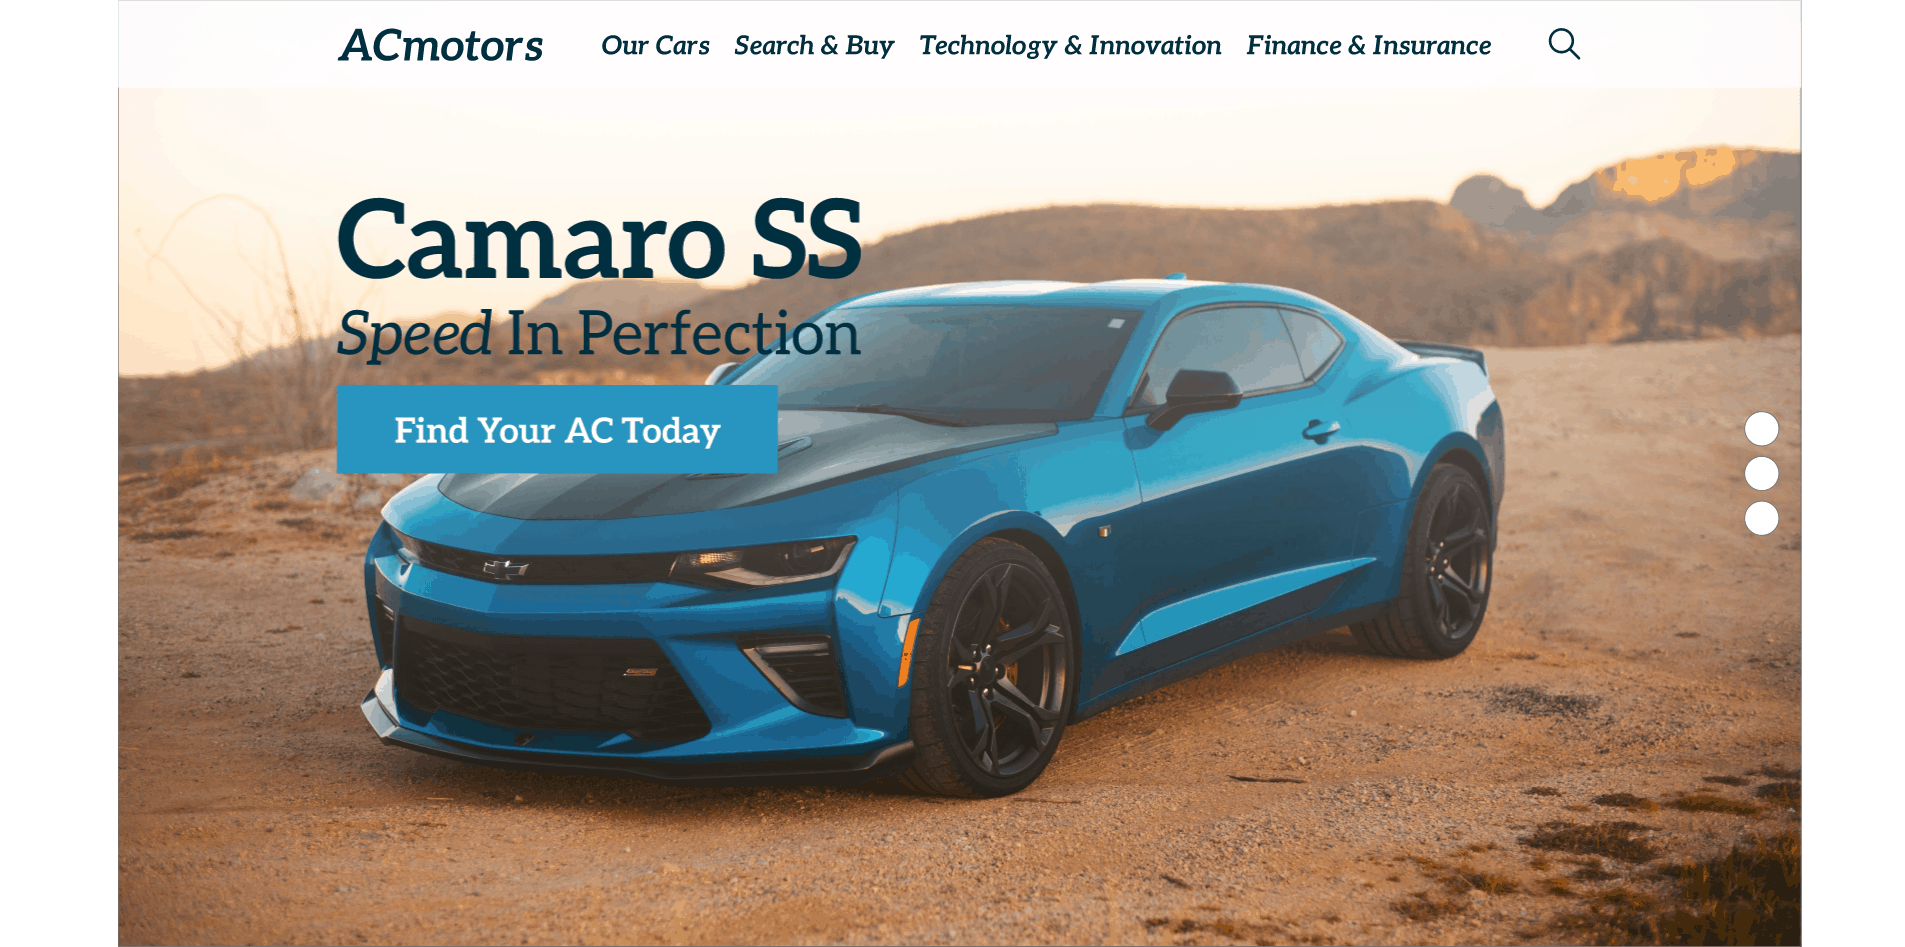 ACmotors
Our Cars Search & Buy Technology & Innovation Finance & Insurance
Camaro SS
Speed In Perfection
Find Your AC Today